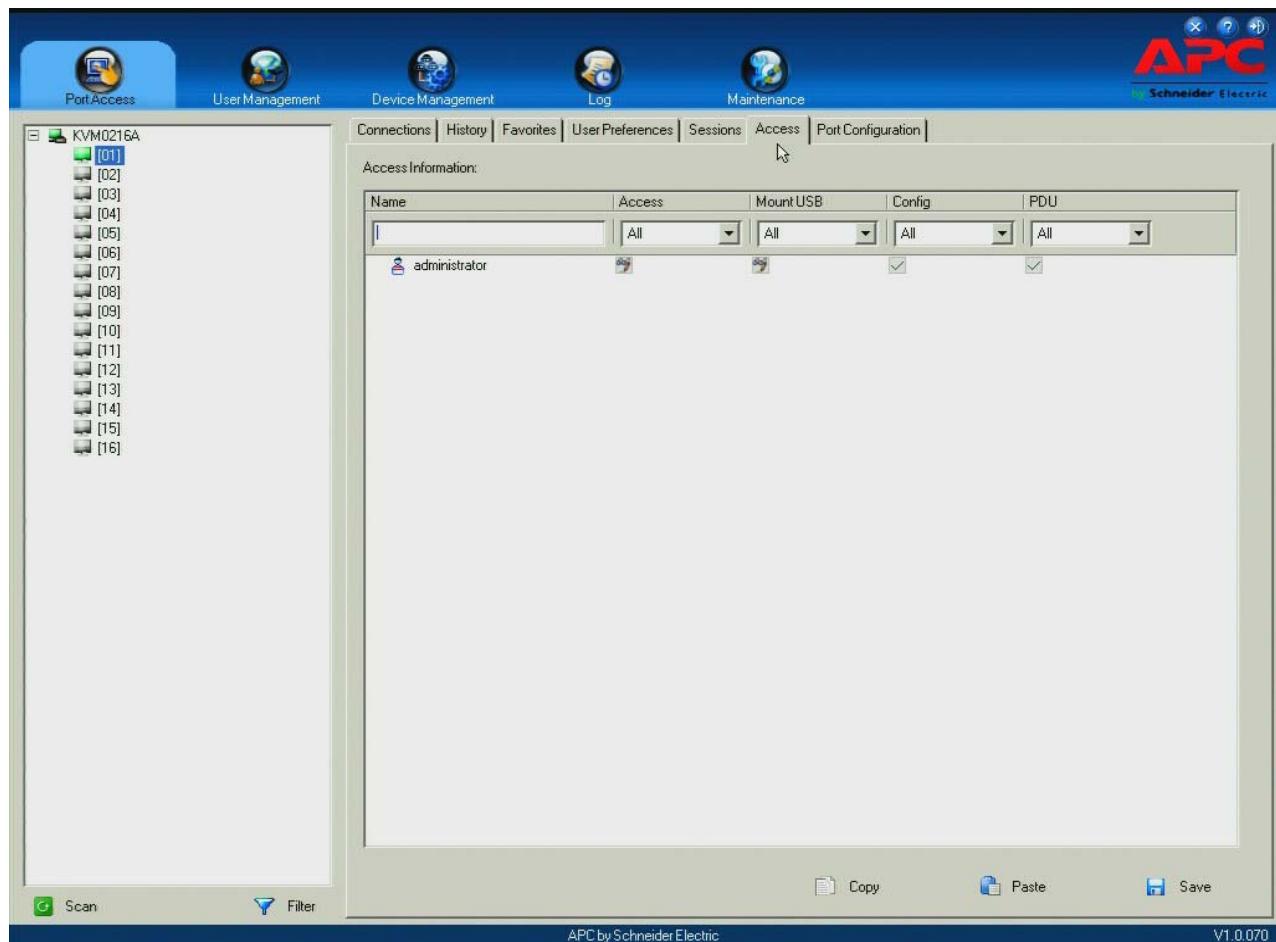 APC
by Schneider Electric
Port Access User Management Device Management Log Maintenance
KVM0216A
[01]
[02]
[03]
[04]
[05]
[06]
[07]
[08]
[09]
[10]
[11]
[12]
[13]
[14]
[15]
[16]
Scan Filter
Connections History Favorites User Preferences Sessions Access Port Configuration
Access Information:
Name Access Mount USB Config PDU
All All All All
administrator
Copy Paste Save
APC by Schneider Electric V1.0.070